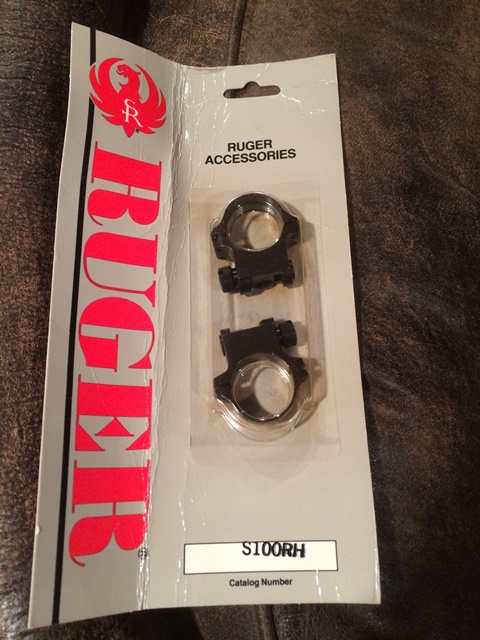 RUGER
SR
RUGER
ACCESSORIES
S100RH
Catalog Number